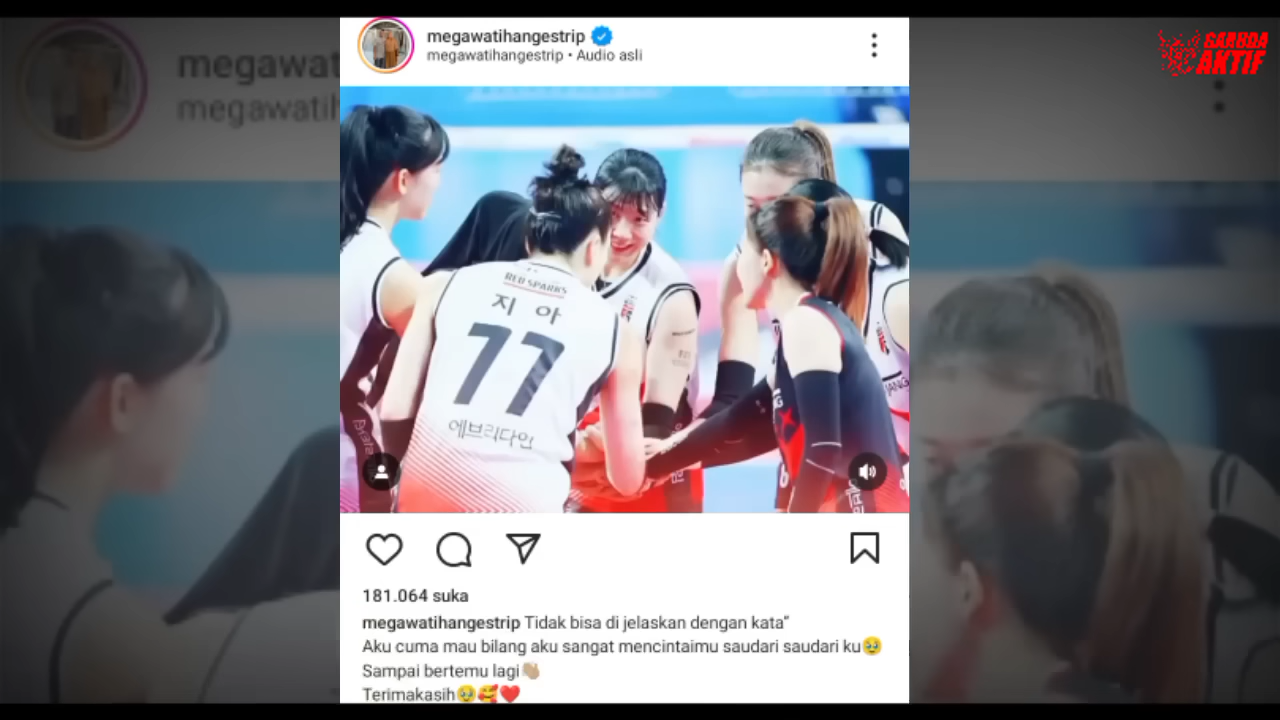 megawatihangestrip
megawatihangestrip • Audio asli
GARUDA
AKTIF
RED SPARKS
지 아
77
에브리타임
181.064 suka
megawatihangestrip Tidak bisa di jelaskan dengan kata"
Aku cuma mau bilang aku sangat mencintaimu saudari saudari ku🥹
Sampai bertemu lagi👋🏼
Terimakasih🥹🥰❤️